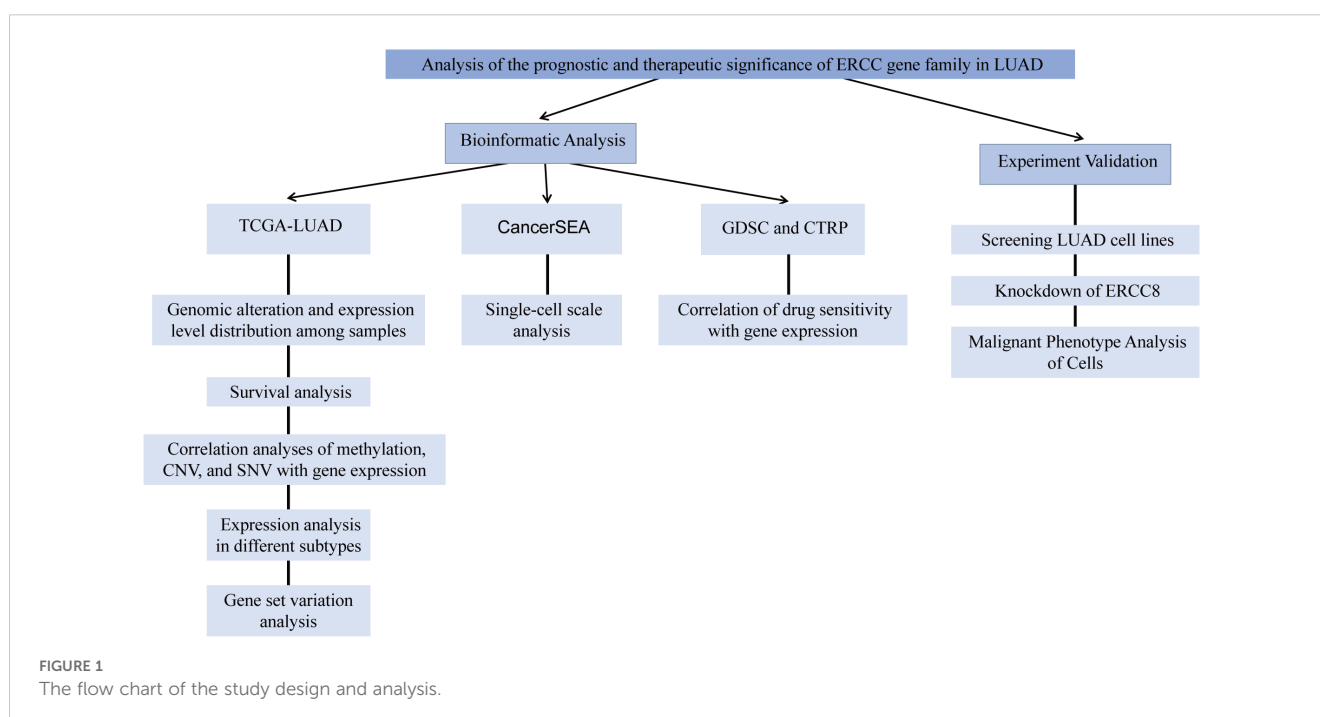 Analysis of the prognostic and therapeutic significance of ERCC gene family in LUAD
Bioinformatic Analysis
Experiment Validation
TCGA-LUAD
CancerSEA
GDSC and CTRP
Screening LUAD cell lines
Genomic alteration and expression
level distribution among samples
Single-cell scale
analysis
Correlation of drug sensitivity
with gene expression
Knockdown of ERCC8
Malignant Phenotype Analysis
of Cells
Survival analysis
Correlation analyses of methylation,
CNV, and SNV with gene expression
Expression analysis
in different subtypes
Gene set variation
analysis
FIGURE 1
The flow chart of the study design and analysis.